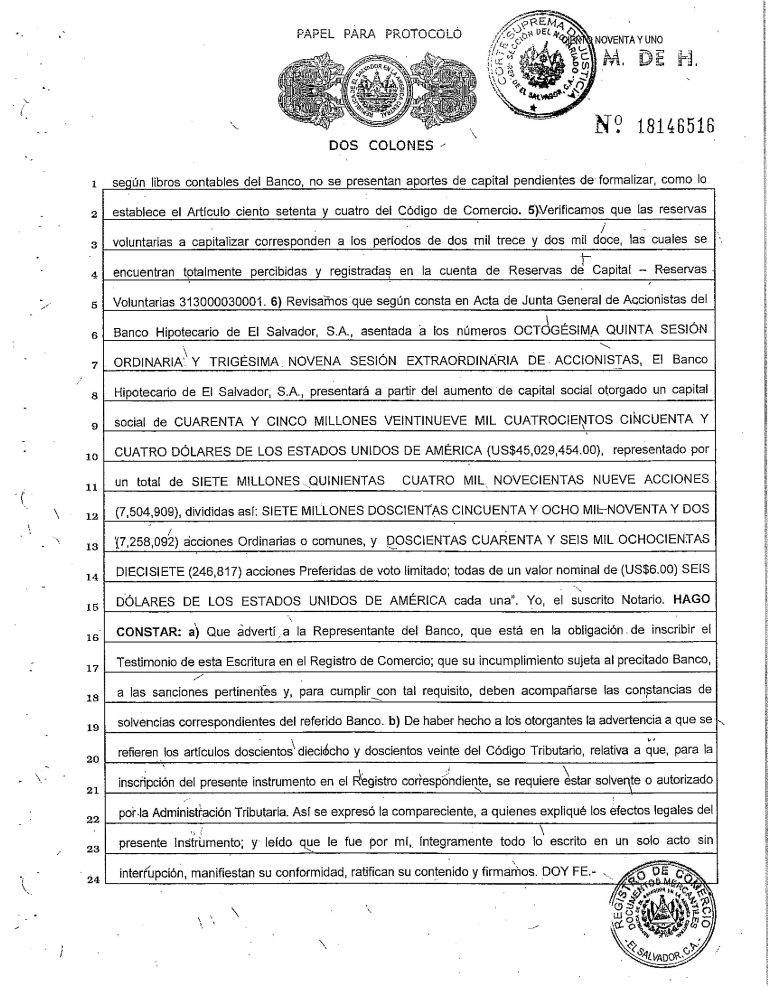 PAPEL PARA PROTOCOLO
DOS COLONES
NOVENTA Y UNO
M. DE H.
Nº 18146516
CORTE SUPREMA DE JUSTICIA
SECCIÓN DEL NOTARIADO
DE EL SALVADOR, C.A.
1 según libros contables del Banco, no se presentan aportes de capital pendientes de formalizar, como lo
2 establece el Artículo ciento setenta y cuatro del Código de Comercio. 5)Verificamos que las reservas
3 voluntarias a capitalizar corresponden a los períodos de dos mil trece y dos mil doce, las cuales se
4 encuentran totalmente percibidas y registradas en la cuenta de Reservas de Capital – Reservas
5 Voluntarias 313000030001. 6) Revisamos que según consta en Acta de Junta General de Accionistas del
6 Banco Hipotecario de El Salvador, S.A., asentada a los números OCTOGÉSIMA QUINTA SESIÓN
7 ORDINARIA Y TRIGÉSIMA NOVENA SESIÓN EXTRAORDINARIA DE ACCIONISTAS, El Banco
8 Hipotecario de El Salvador, S.A., presentará a partir del aumento de capital social otorgado un capital
9 social de CUARENTA Y CINCO MILLONES VEINTINUEVE MIL CUATROCIENTOS CINCUENTA Y
10 CUATRO DÓLARES DE LOS ESTADOS UNIDOS DE AMÉRICA (US$45,029,454.00), representado por
11 un total de SIETE MILLONES QUINIENTAS CUATRO MIL NOVECIENTAS NUEVE ACCIONES
12 (7,504,909), divididas así: SIETE MILLONES DOSCIENTAS CINCUENTA Y OCHO MIL NOVENTA Y DOS
13 (7,258,092) acciones Ordinarias o comunes, y DOSCIENTAS CUARENTA Y SEIS MIL OCHOCIENTAS
14 DIECISIETE (246,817) acciones Preferidas de voto limitado; todas de un valor nominal de (US$6.00) SEIS
15 DÓLARES DE LOS ESTADOS UNIDOS DE AMÉRICA cada una". Yo, el suscrito Notario. HAGO
16 CONSTAR: a) Que advertí a la Representante del Banco, que está en la obligación de inscribir el
17 Testimonio de esta Escritura en el Registro de Comercio; que su incumplimiento sujeta al precitado Banco,
18 a las sanciones pertinentes y, para cumplir con tal requisito, deben acompañarse las constancias de
19 solvencias correspondientes del referido Banco. b) De haber hecho a los otorgantes la advertencia a que se
20 refieren los artículos doscientos dieciócho y doscientos veinte del Código Tributario, relativa a que, para la
21 inscripción del presente instrumento en el Registro correspondiente, se requiere estar solvente o autorizado
22 por la Administración Tributaria. Así se expresó la compareciente, a quienes expliqué los efectos legales del
23 presente Instrumento; y leído que le fue por mí, íntegramente todo lo escrito en un solo acto sin
24 interrupción, manifiestan su conformidad, ratifican su contenido y firmamos. DOY FE.-
REGISTRO DE COMERCIO
DOCUMENTOS MERCANTILES
EL SALVADOR, C.A.